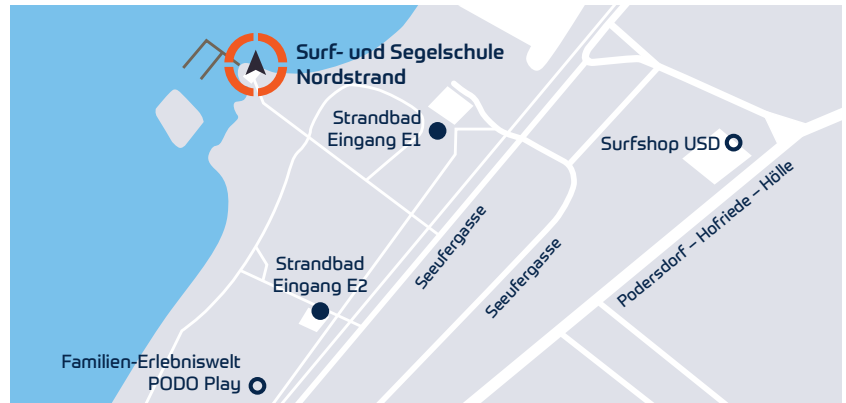 Surf- und Segelschule
Nordstrand
Strandbad
Eingang E1
Surfshop USD
Seeufergasse
Seeufergasse
Podersdorf – Hofriede – Hölle
Strandbad
Eingang E2
Familien-Erlebniswelt
PODO Play